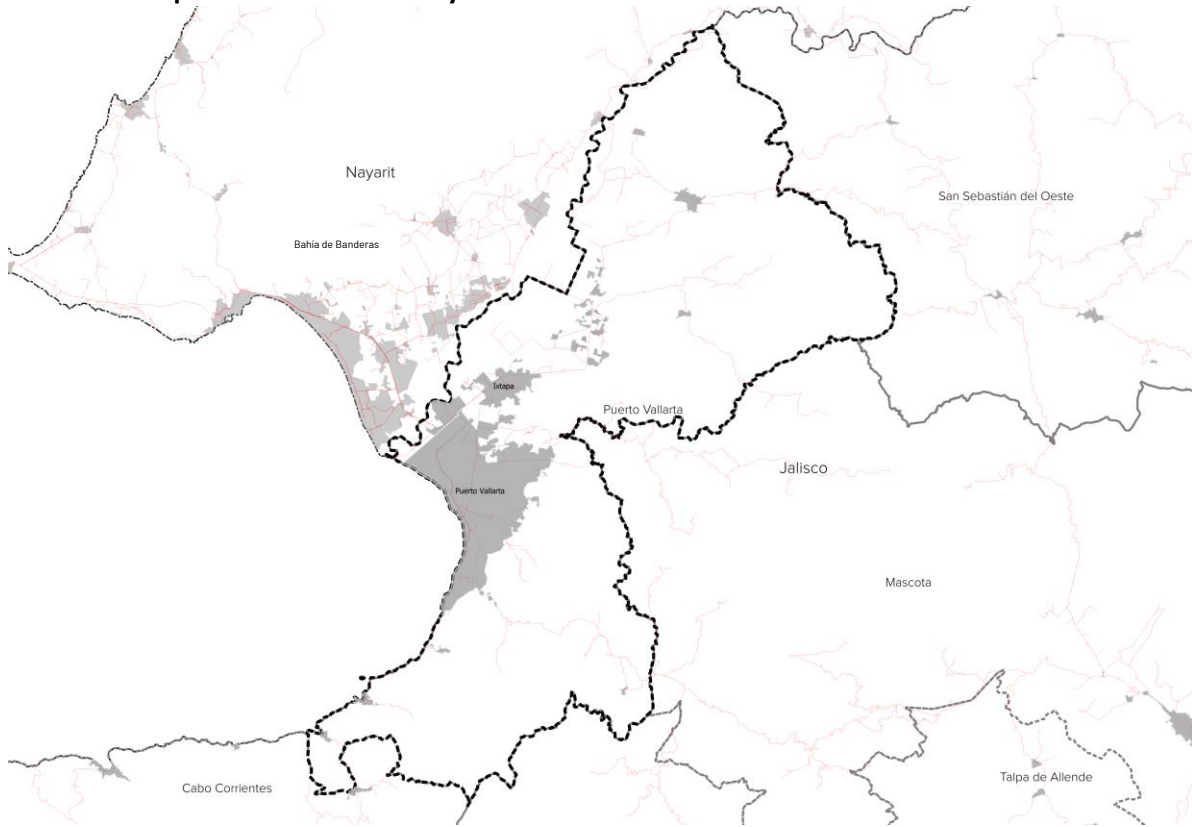 Nayarit
San Sebastián del Oeste
Bahía de Banderas
Ixtapa
Puerto Vallarta
Jalisco
Puerto Vallarta
Mascota
Talpa de Allende
Cabo Corrientes